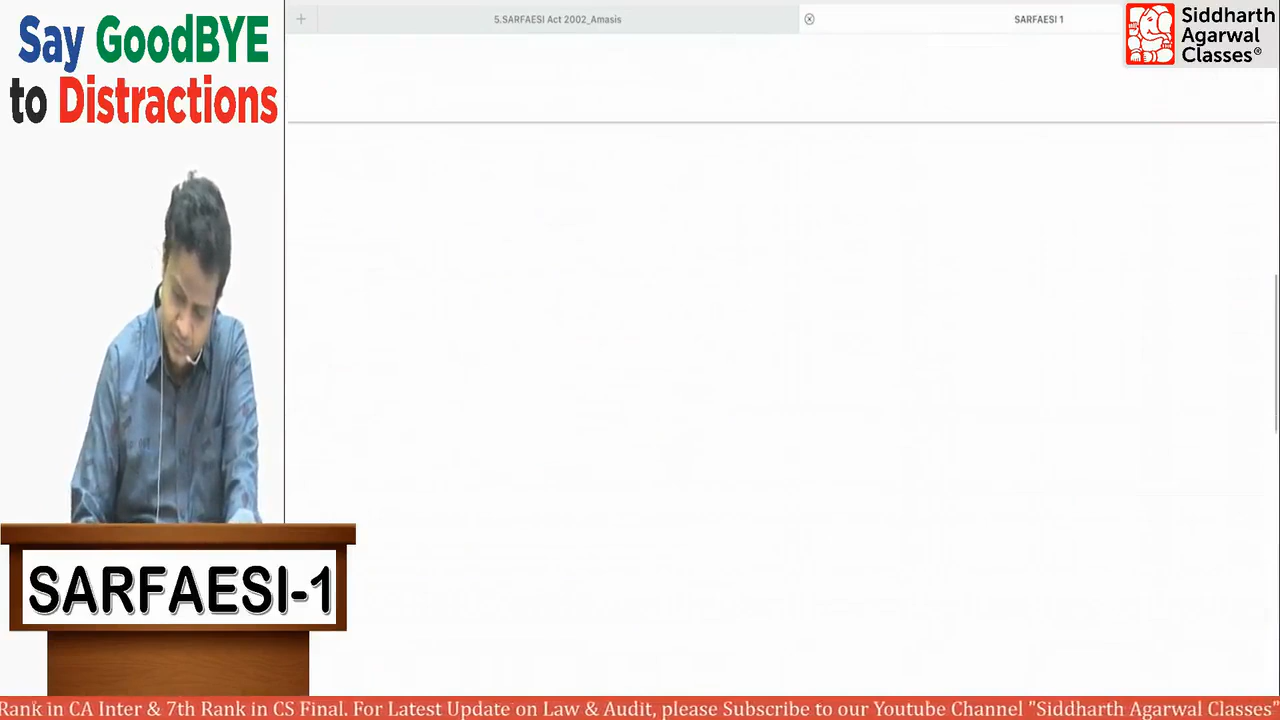 Say GoodBYE
to Distractions
5.SARFAESI Act 2002_Amasis
SARFAESI 1
Siddharth
Agarwal
Classes®
SARFAESI-1
Rank in CA Inter & 7th Rank in CS Final. For Latest Update on Law & Audit, please Subscribe to our Youtube Channel "Siddharth Agarwal Classes"